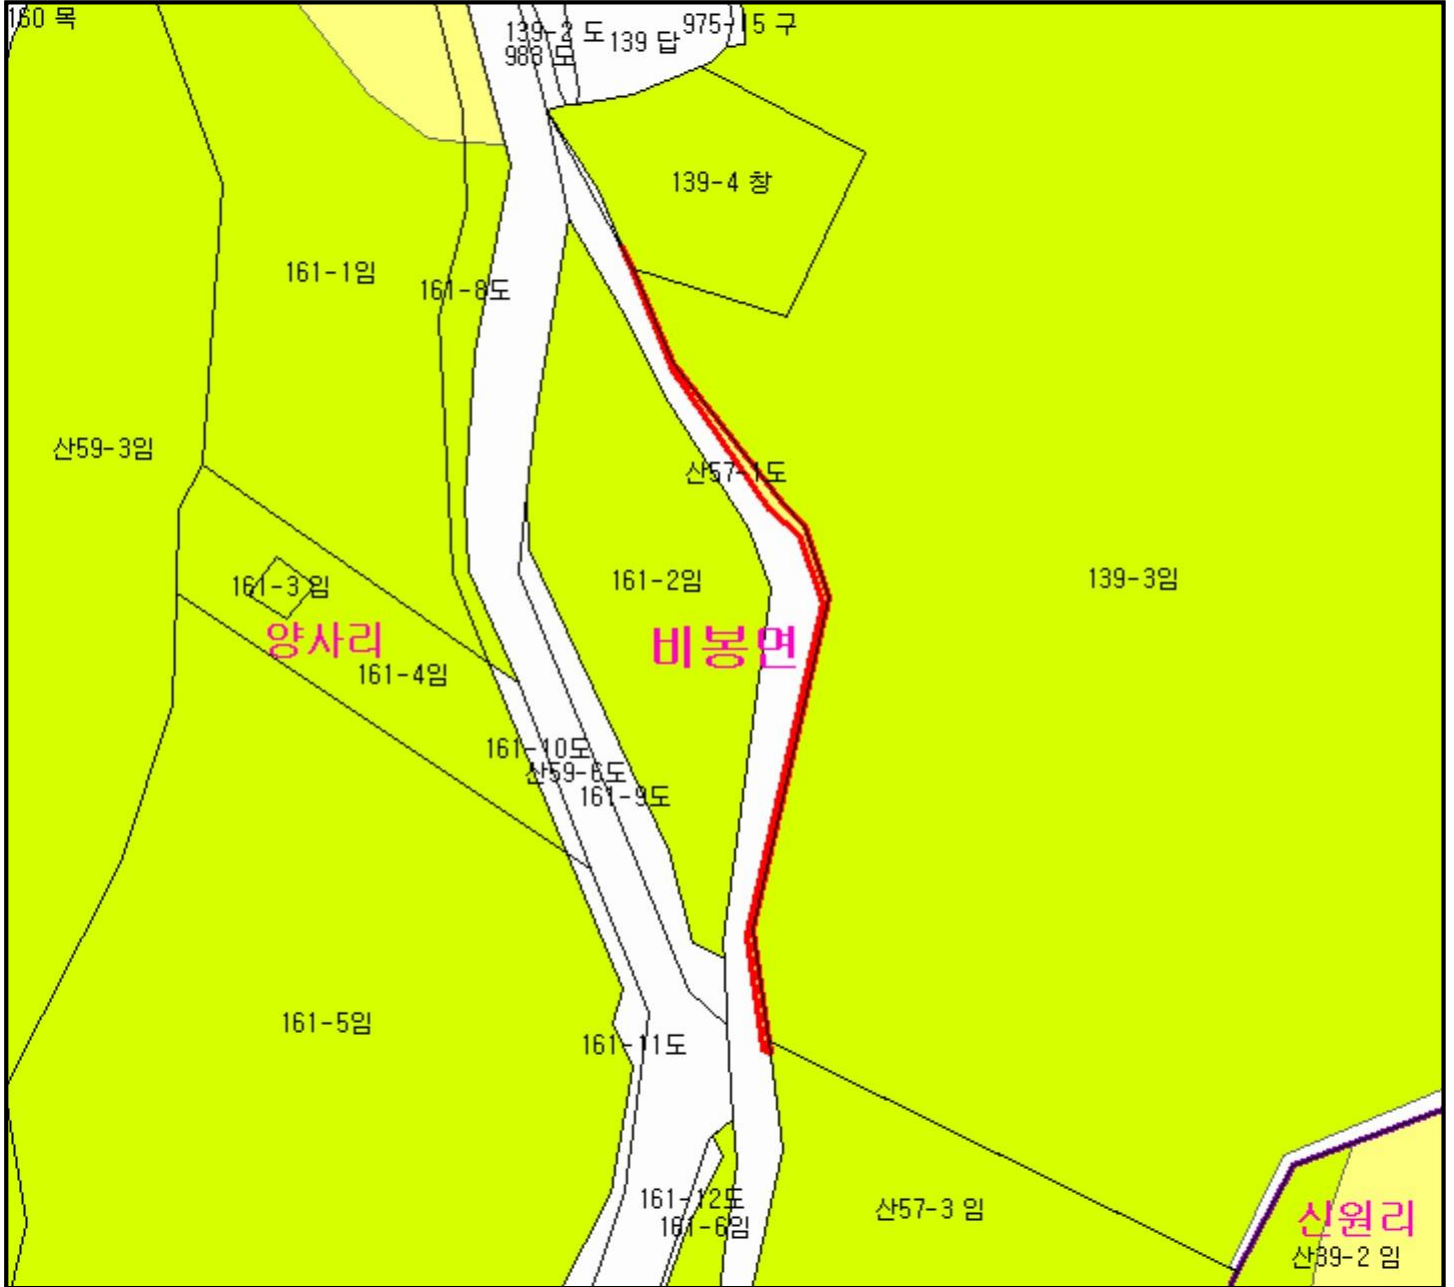 160 목
975-15 구
139-2 도
139 답
988 도
139-4 창
161-1임
161-8도
산59-3임
산57-1도
161-3 임
161-2임
139-3임
양사리
비봉면
161-4임
161-10도
산59-6도
161-9도
161-5임
161-11도
161-12도
161-6임
산57-3 임
신원리
산89-2 임